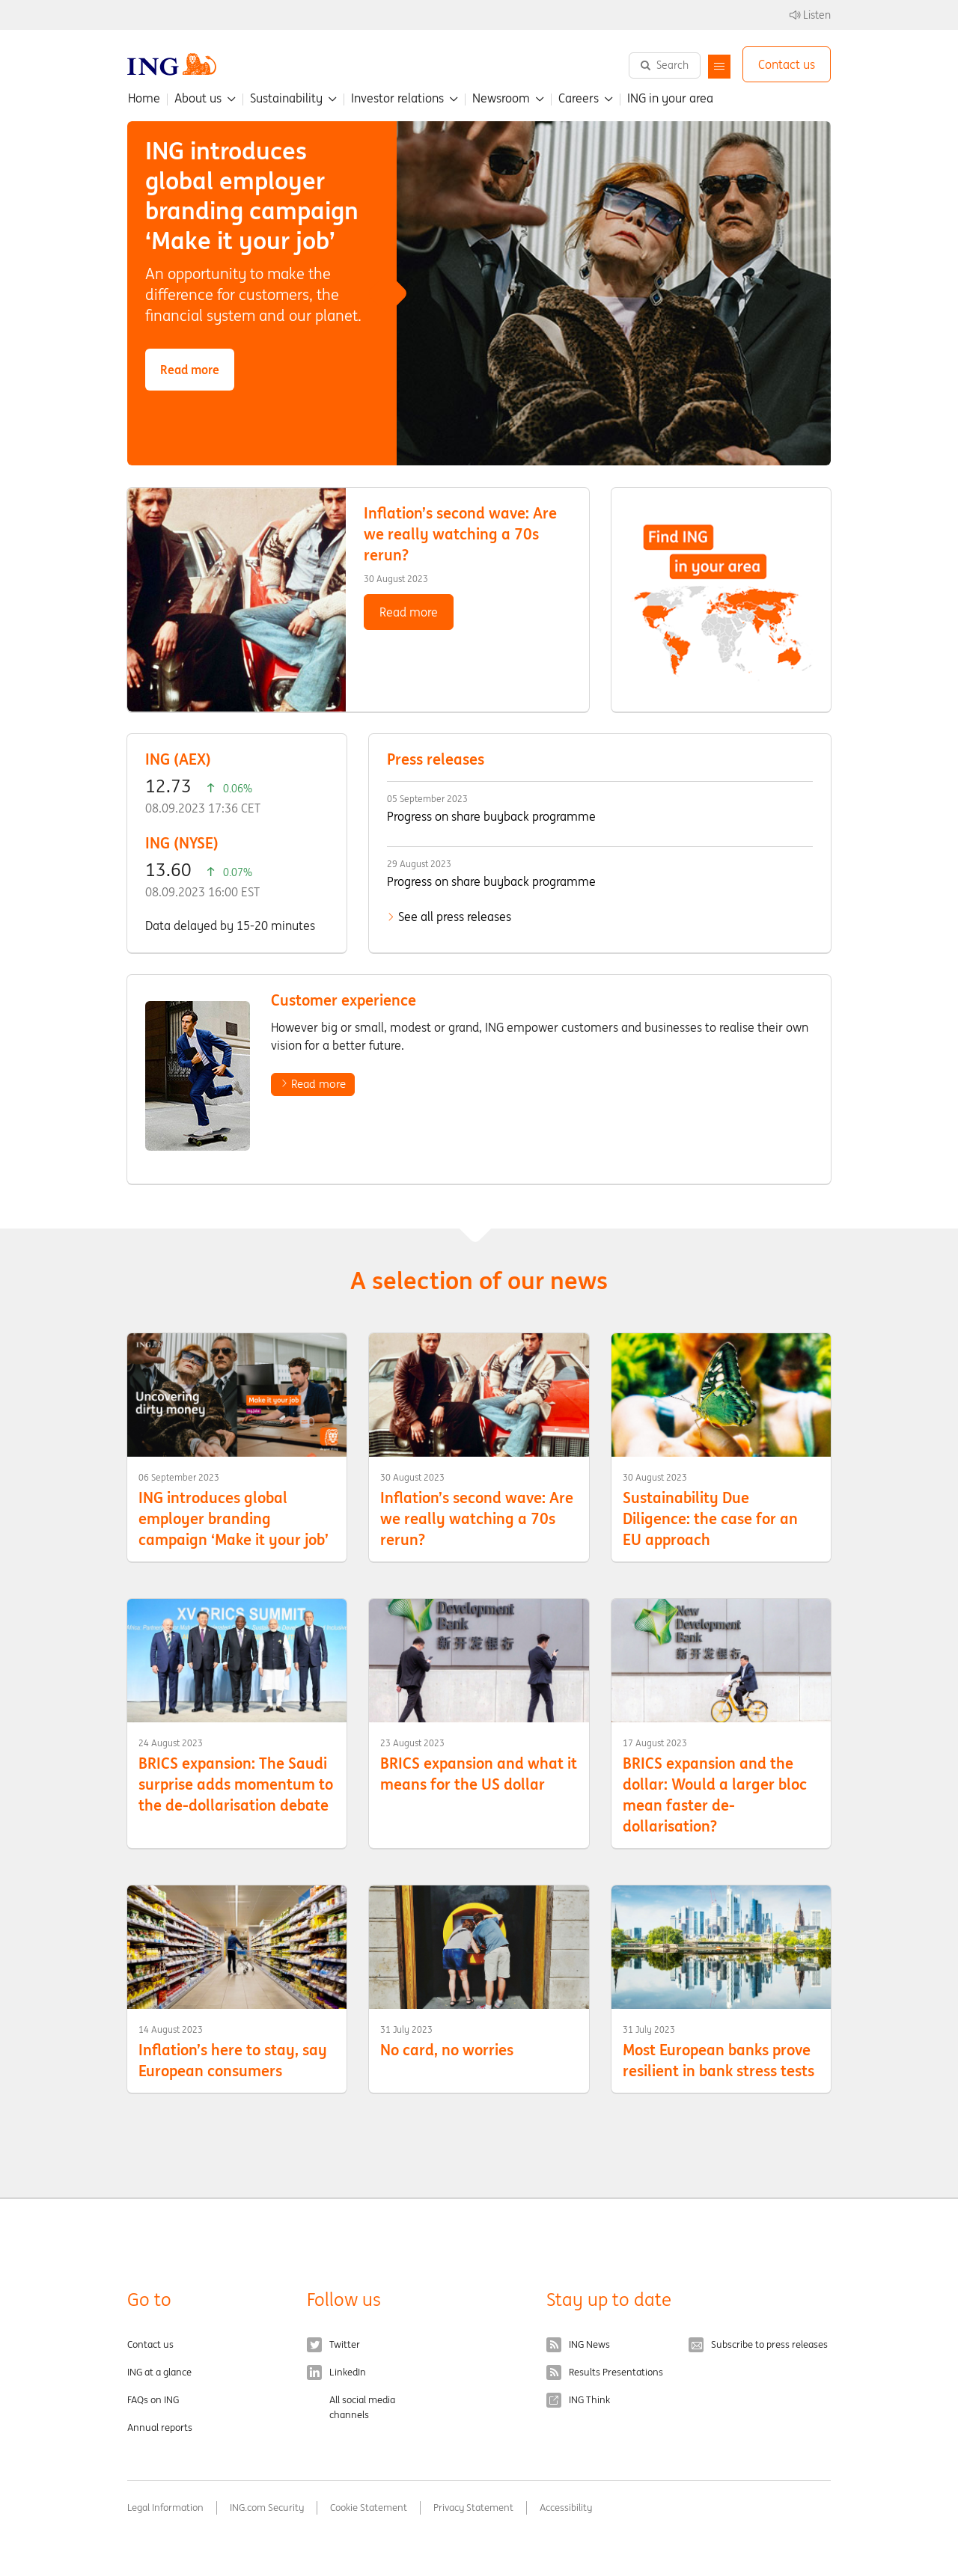 Listen
ING
Search
Contact us
Home
About us
Sustainability
Investor relations
Newsroom
Careers
ING in your area
ING introduces
global employer
branding campaign
‘Make it your job’
An opportunity to make the
difference for customers, the
financial system and our planet.
Read more
Inflation’s second wave: Are
we really watching a 70s
rerun?
30 August 2023
Read more
Find ING
in your area
ING (AEX)
12.73 0.06%
08.09.2023 17:36 CET
ING (NYSE)
13.60 0.07%
08.09.2023 16:00 EST
Data delayed by 15-20 minutes
Press releases
05 September 2023
Progress on share buyback programme
29 August 2023
Progress on share buyback programme
See all press releases
Customer experience
However big or small, modest or grand, ING empower customers and businesses to realise their own
vision for a better future.
Read more
A selection of our news
ING
Uncovering
dirty money
Make it your job
06 September 2023
ING introduces global
employer branding
campaign ‘Make it your job’
30 August 2023
Inflation’s second wave: Are
we really watching a 70s
rerun?
30 August 2023
Sustainability Due
Diligence: the case for an
EU approach
XV BRICS SUMMIT
24 August 2023
BRICS expansion: The Saudi
surprise adds momentum to
the de-dollarisation debate
Development
Bank
新开发银行
23 August 2023
BRICS expansion and what it
means for the US dollar
New
Development
Bank
新开发银行
17 August 2023
BRICS expansion and the
dollar: Would a larger bloc
mean faster de-
dollarisation?
14 August 2023
Inflation’s here to stay, say
European consumers
31 July 2023
No card, no worries
31 July 2023
Most European banks prove
resilient in bank stress tests
Go to
Contact us
ING at a glance
FAQs on ING
Annual reports
Follow us
Twitter
LinkedIn
All social media
channels
Stay up to date
ING News
Results Presentations
ING Think
Subscribe to press releases
Legal Information
ING.com Security
Cookie Statement
Privacy Statement
Accessibility